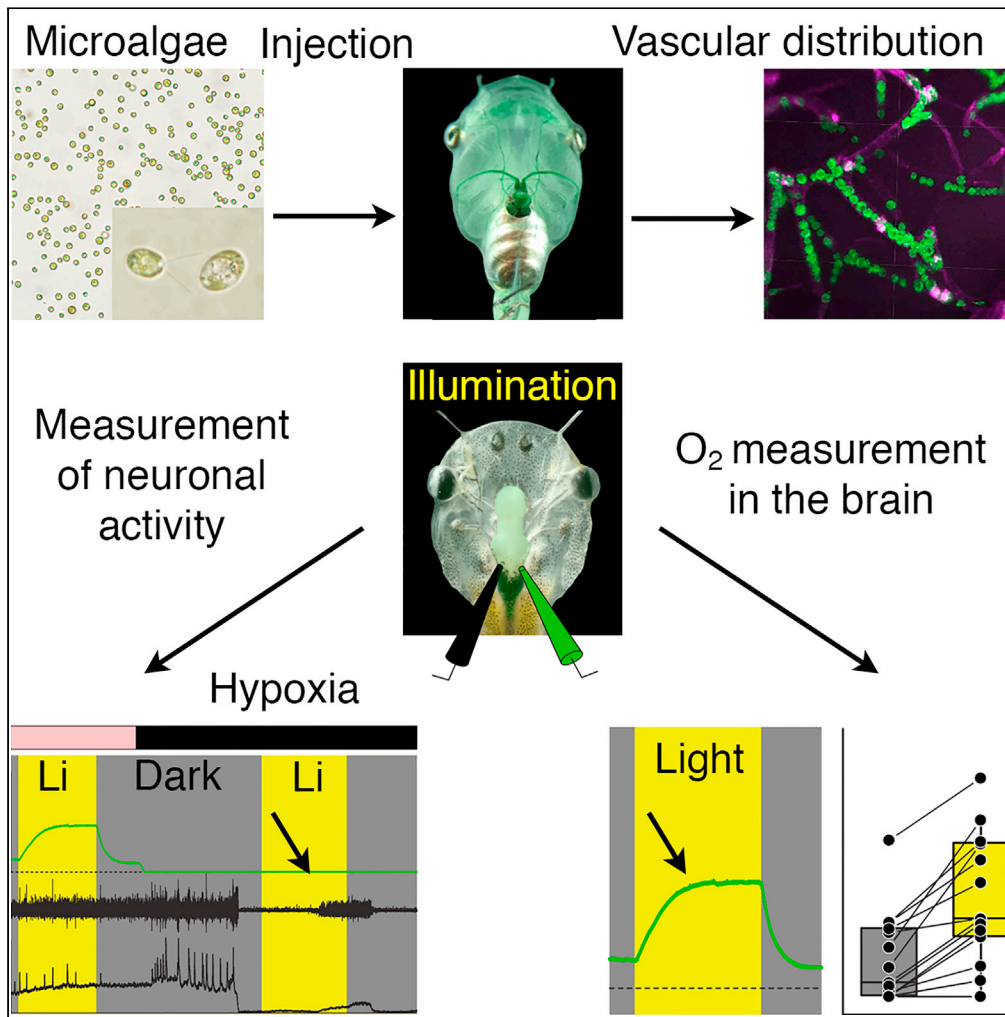 Microalgae
Injection
Vascular distribution
Illumination
Measurement
of neuronal
activity
O₂ measurement
in the brain
Hypoxia
Li
Dark
Li
Light